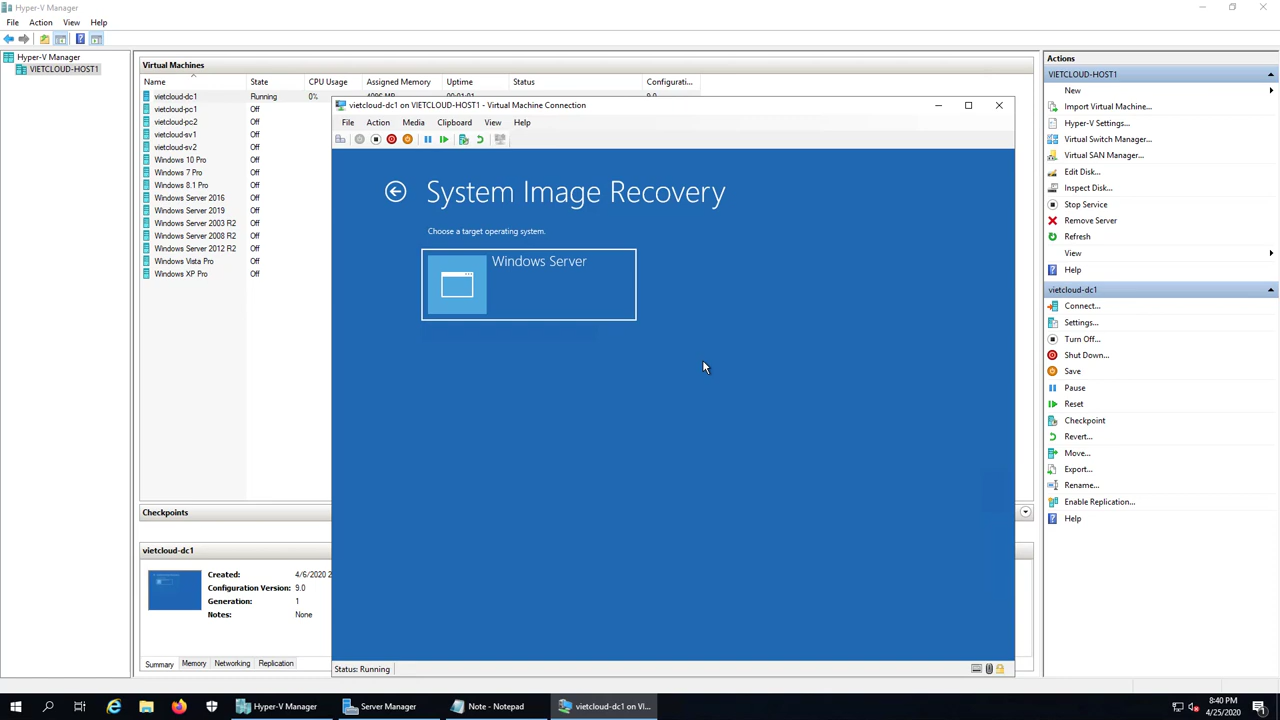 Hyper-V Manager
File Action View Help
Hyper-V Manager
VIETCLOUD-HOST1
Virtual Machines
Name State CPU Usage Assigned Memory Uptime Status Configurati...
vietcloud-dc1 Running 0%
vietcloud-pc1 Off
vietcloud-pc2 Off
vietcloud-sv1 Off
vietcloud-sv2 Off
Windows 10 Pro Off
Windows 7 Pro Off
Windows 8.1 Pro Off
Windows Server 2016 Off
Windows Server 2019 Off
Windows Server 2003 R2 Off
Windows Server 2008 R2 Off
Windows Server 2012 R2 Off
Windows Vista Pro Off
Windows XP Pro Off
vietcloud-dc1 on VIETCLOUD-HOST1 - Virtual Machine Connection
File Action Media Clipboard View Help
System Image Recovery
Choose a target operating system.
Windows Server
Status: Running
Checkpoints
vietcloud-dc1
Created: 4/6/2020 2
Configuration Version: 9.0
Generation: 1
Notes: None
Summary Memory Networking Replication
Actions
VIETCLOUD-HOST1
New
Import Virtual Machine...
Hyper-V Settings...
Virtual Switch Manager...
Virtual SAN Manager...
Edit Disk...
Inspect Disk...
Stop Service
Remove Server
Refresh
View
Help
vietcloud-dc1
Connect...
Settings...
Turn Off...
Shut Down...
Save
Pause
Reset
Checkpoint
Revert...
Move...
Export...
Rename...
Enable Replication...
Help
Hyper-V Manager Server Manager Note - Notepad vietcloud-dc1 on VI...
8:40 PM
4/25/2020